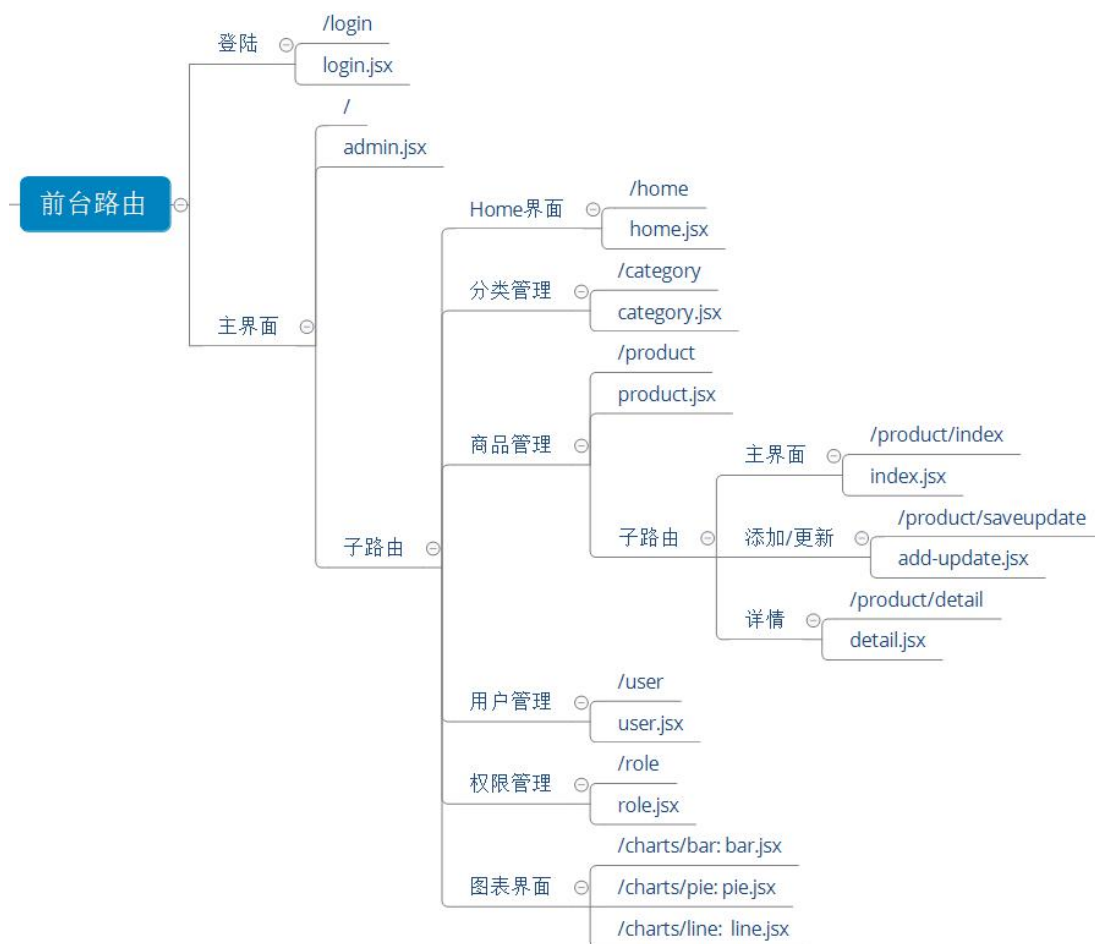 前台路由
登陆
/login
login.jsx
主界面
/
admin.jsx
子路由
Home界面
/home
home.jsx
分类管理
/category
category.jsx
商品管理
/product
product.jsx
子路由
主界面
/product/index
index.jsx
添加/更新
/product/saveupdate
add-update.jsx
详情
/product/detail
detail.jsx
用户管理
/user
user.jsx
权限管理
/role
role.jsx
图表界面
/charts/bar: bar.jsx
/charts/pie: pie.jsx
/charts/line: line.jsx